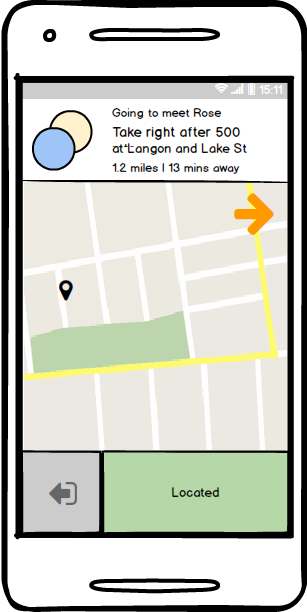 15:11
Going to meet Rose
Take right after 500
at‘Langon and Lake St
1.2 miles | 13 mins away
Located